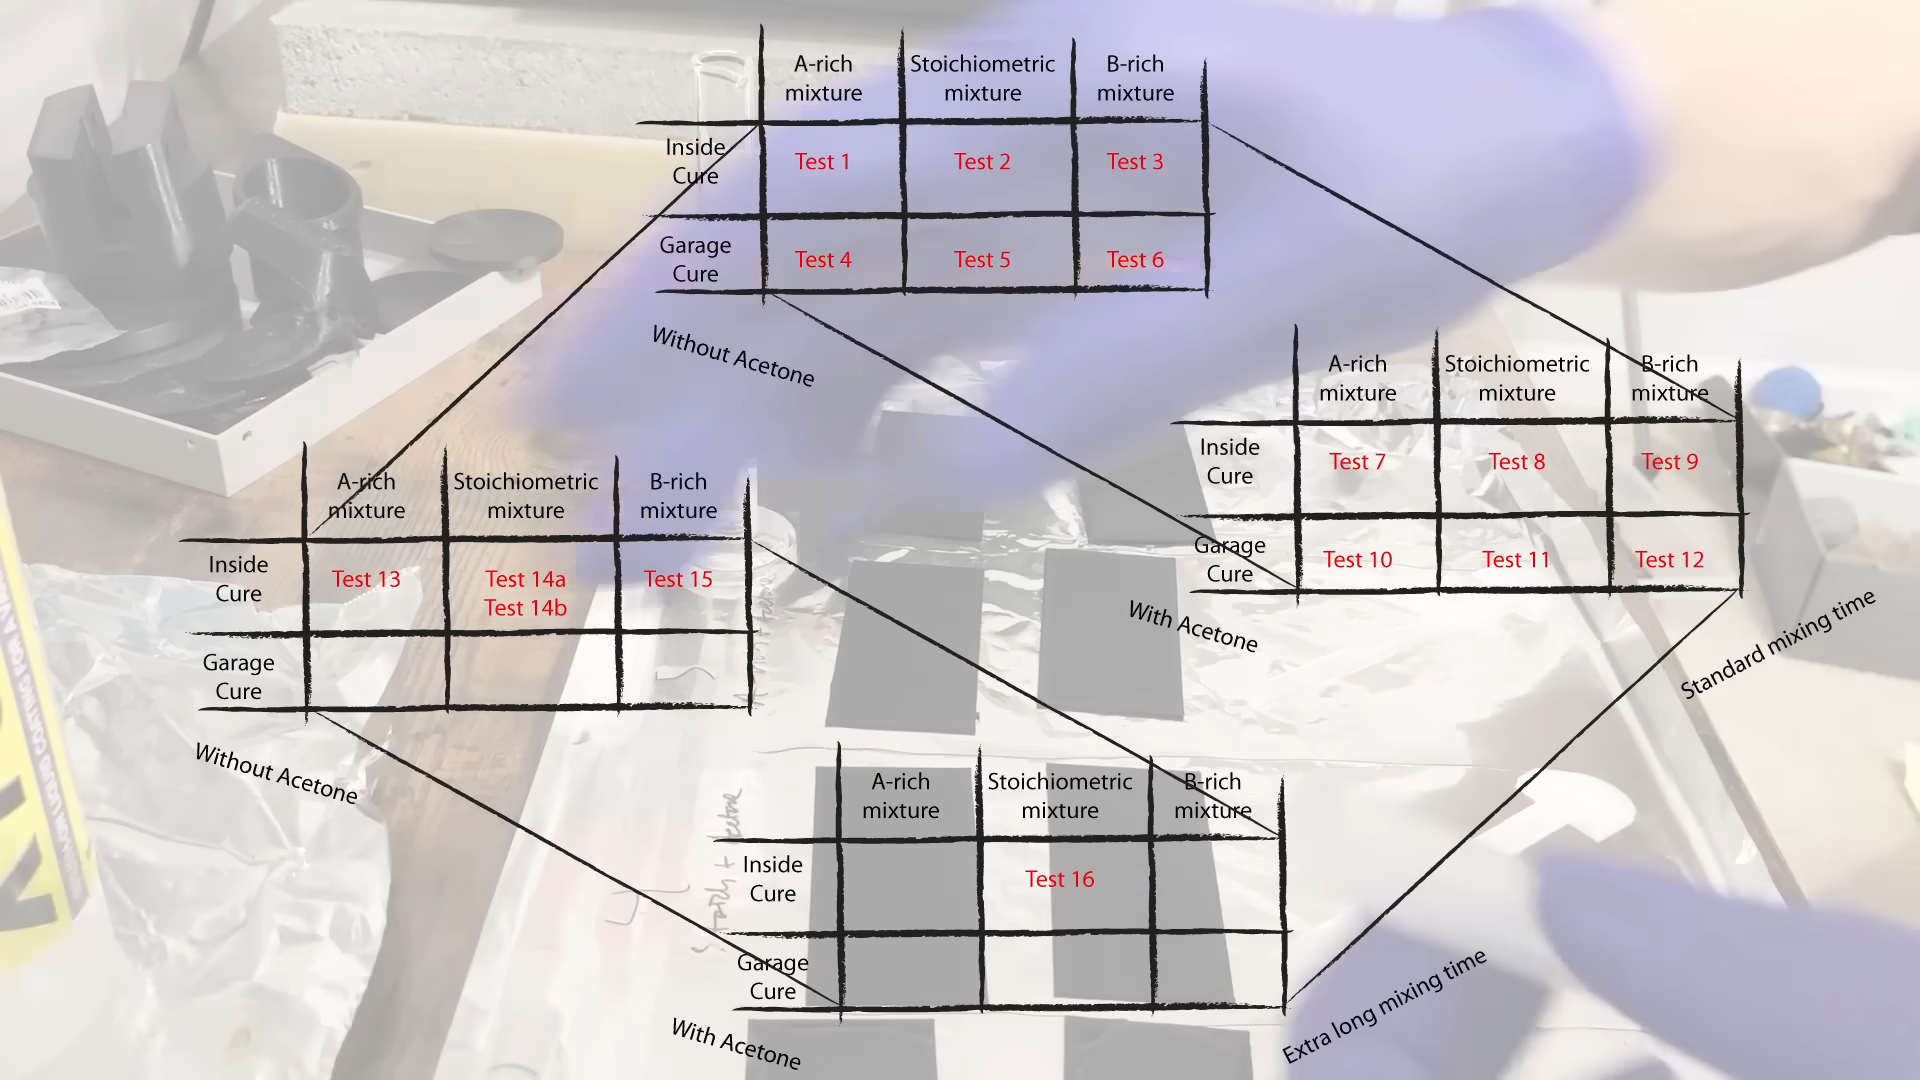 A-rich
mixture
Stoichiometric
mixture
B-rich
mixture
Inside
Cure
Test 1
Test 2
Test 3
Garage
Cure
Test 4
Test 5
Test 6
Without Acetone
A-rich
mixture
Stoichiometric
mixture
B-rich
mixture
Inside
Cure
Test 7
Test 8
Test 9
Garage
Cure
Test 10
Test 11
Test 12
With Acetone
Standard mixing time
A-rich
mixture
Stoichiometric
mixture
B-rich
mixture
Inside
Cure
Test 13
Test 14a
Test 14b
Test 15
Garage
Cure
Without Acetone
A-rich
mixture
Stoichiometric
mixture
B-rich
mixture
Inside
Cure
Test 16
Garage
Cure
With Acetone
Extra long mixing time